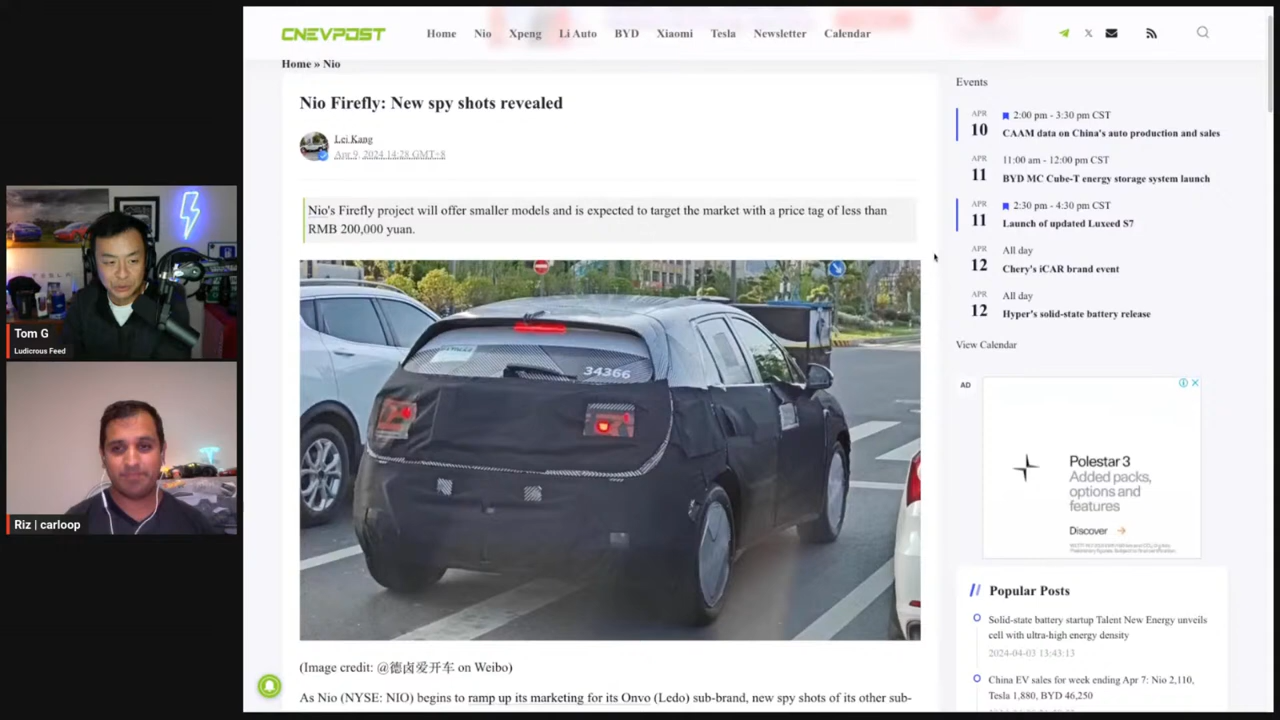 CNEVPOST
Home Nio Xpeng Li Auto BYD Xiaomi Tesla Newsletter Calendar
Home » Nio
Nio Firefly: New spy shots revealed
Lei Kang
Apr 9, 2024 14:28 GMT+8
Nio's Firefly project will offer smaller models and is expected to target the market with a price tag of less than
RMB 200,000 yuan.
34366
(Image credit: @德卤爱开车 on Weibo)
As Nio (NYSE: NIO) begins to ramp up its marketing for its Onvo (Ledo) sub-brand, new spy shots of its other sub-
Events
APR
10
2:00 pm - 3:30 pm CST
CAAM data on China's auto production and sales
APR
11
11:00 am - 12:00 pm CST
BYD MC Cube-T energy storage system launch
APR
11
2:30 pm - 4:30 pm CST
Launch of updated Luxeed S7
APR
12
All day
Chery's iCAR brand event
APR
12
All day
Hyper's solid-state battery release
View Calendar
AD
Polestar 3
Added packs,
options and
features
Discover
Popular Posts
Solid-state battery startup Talent New Energy unveils
cell with ultra-high energy density
2024-04-03 13:43:13
China EV sales for week ending Apr 7: Nio 2,110,
Tesla 1,880, BYD 46,250
Tom G
Ludicrous Feed
Riz | carloop